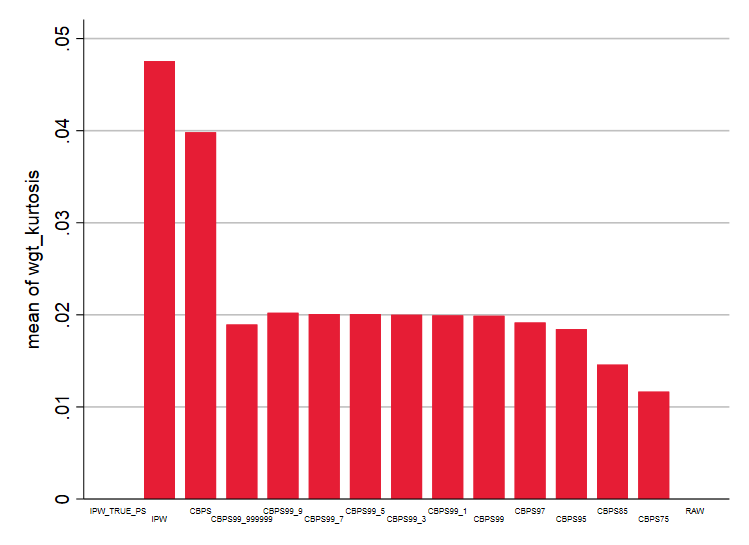 mean of wgt_kurtosis
.05
.04
.03
.02
.01
0
IPW_TRUE_PS
IPW
CBPS
CBPS99_999999
CBPS99_9
CBPS99_7
CBPS99_5
CBPS99_3
CBPS99_1
CBPS99
CBPS97
CBPS95
CBPS85
CBPS75
RAW